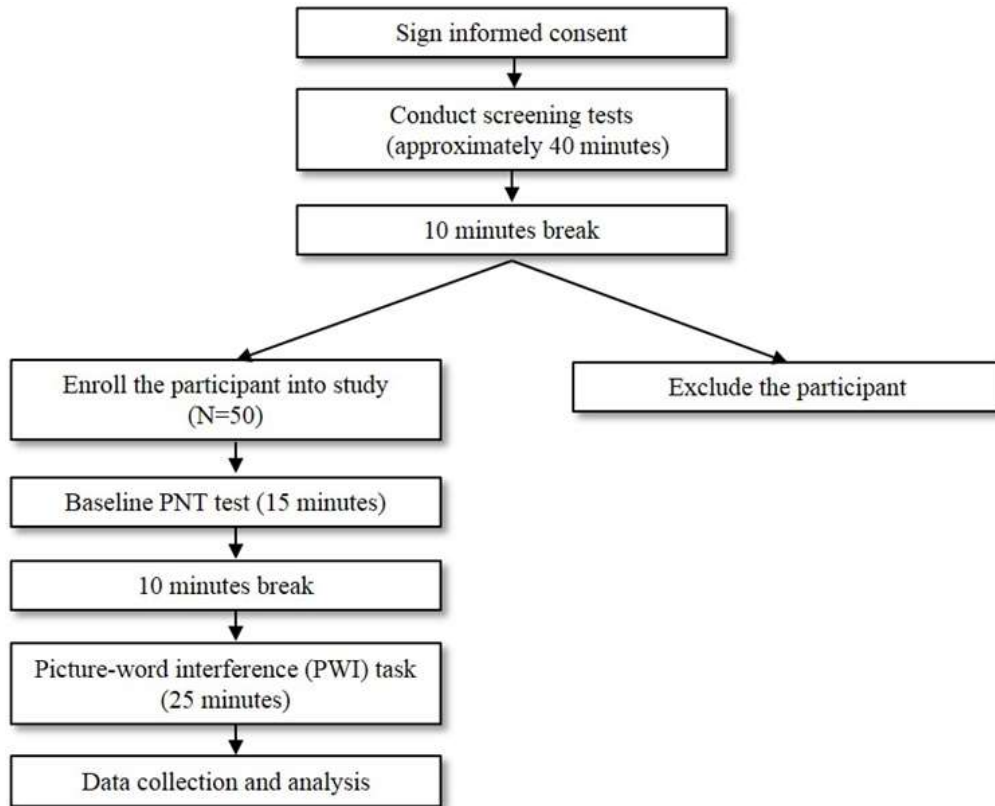 Sign informed consent
Conduct screening tests
(approximately 40 minutes)
10 minutes break
Enroll the participant into study
(N=50)
Exclude the participant
Baseline PNT test (15 minutes)
10 minutes break
Picture-word interference (PWI) task
(25 minutes)
Data collection and analysis